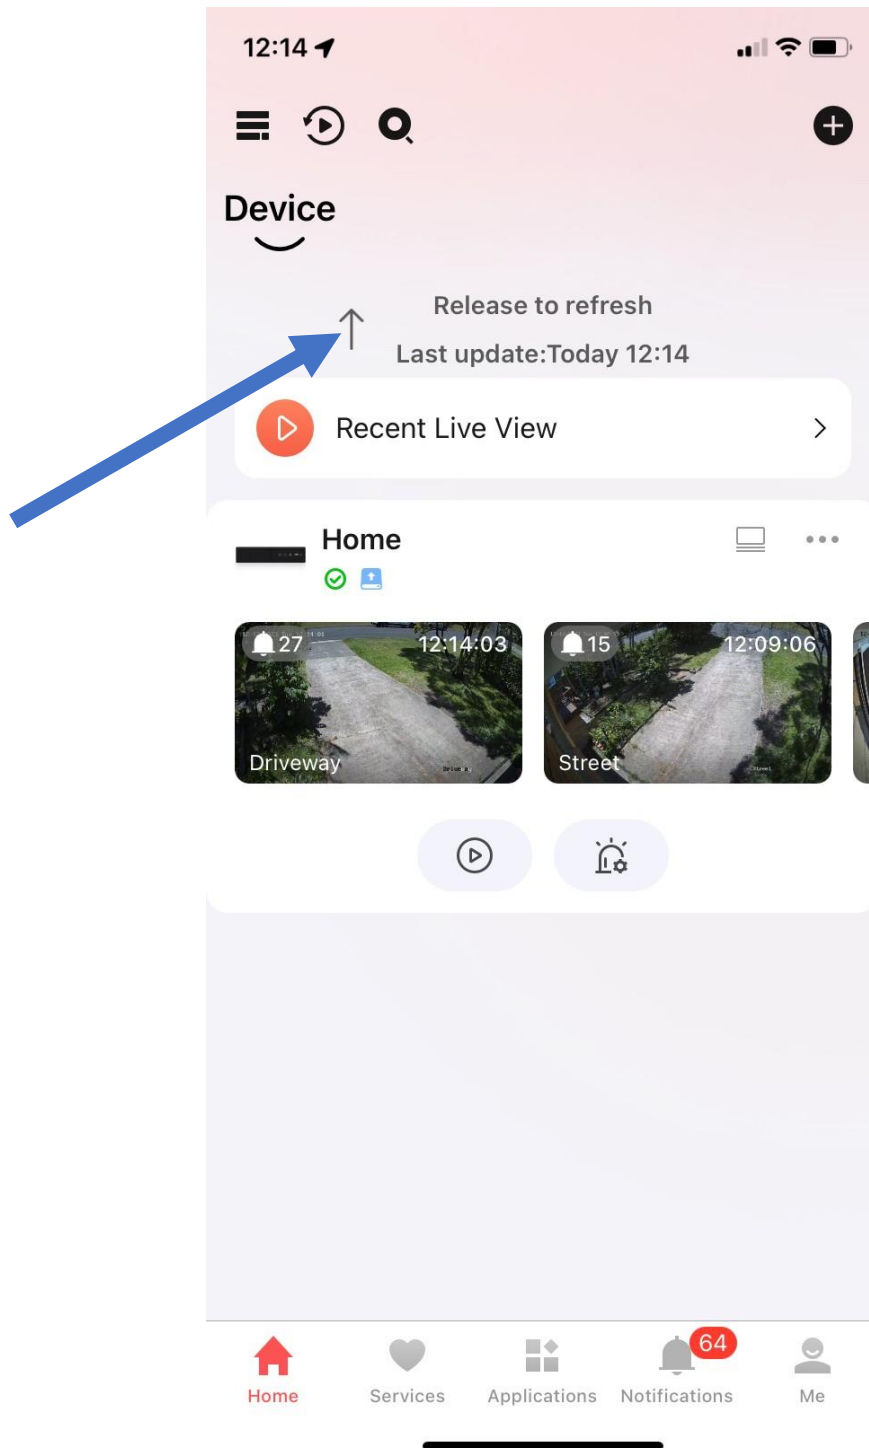 12:14
Device
Release to refresh
Last update:Today 12:14
Recent Live View
Home
27
12:14:03
Driveway
15
12:09:06
Street
64
Home
Services
Applications
Notifications
Me